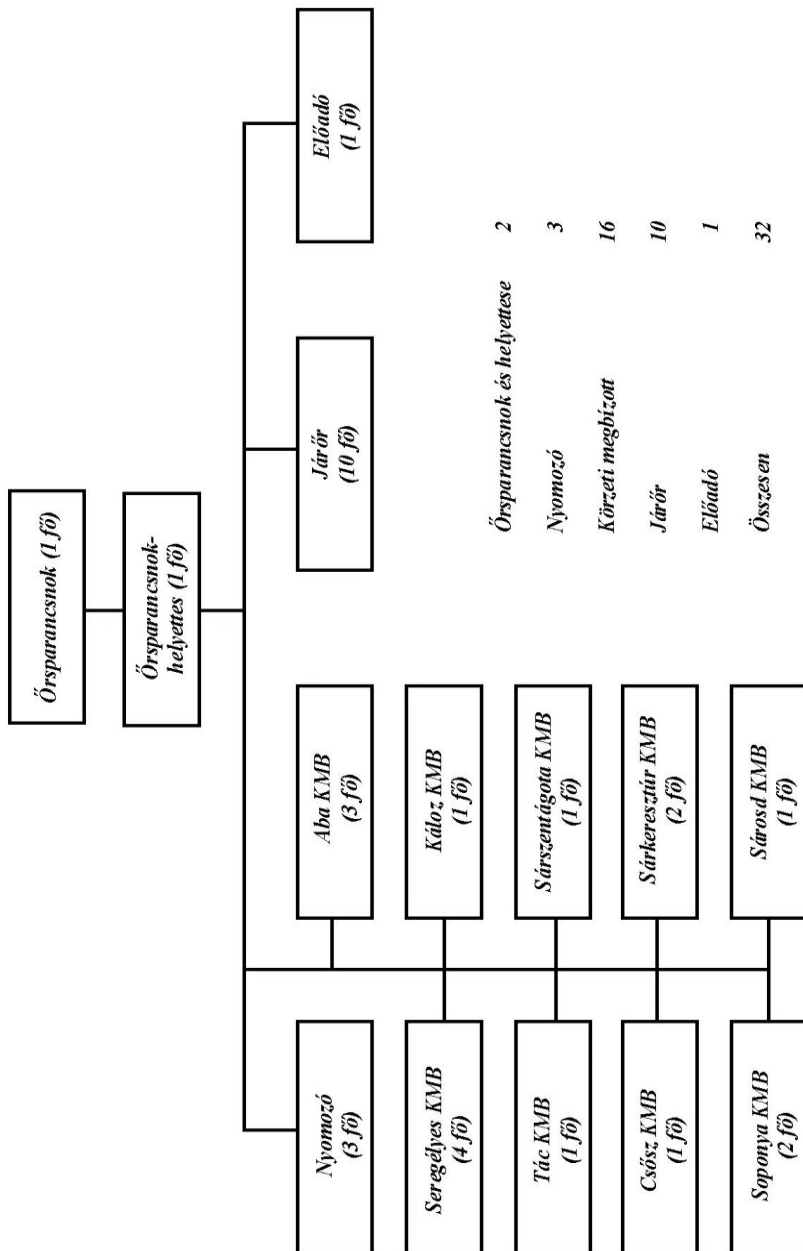 Őrsparancsnok (1 fő)
Őrsparancsnok-
helyettes (1 fő)
Nyomozó
(3 fő)
Aba KMB
(3 fő)
Járőr
(10 fő)
Előadó
(1 fő)
Seregélyes KMB
(4 fő)
Káloz KMB
(1 fő)
Tác KMB
(1 fő)
Sárszentágota KMB
(1 fő)
Csősz KMB
(1 fő)
Sárkeresztúr KMB
(2 fő)
Soponya KMB
(2 fő)
Sárosd KMB
(1 fő)
Őrsparancsnok és helyettese 2
Nyomozó 3
Körzeti megbízott 16
Járőr 10
Előadó 1
Összesen 32